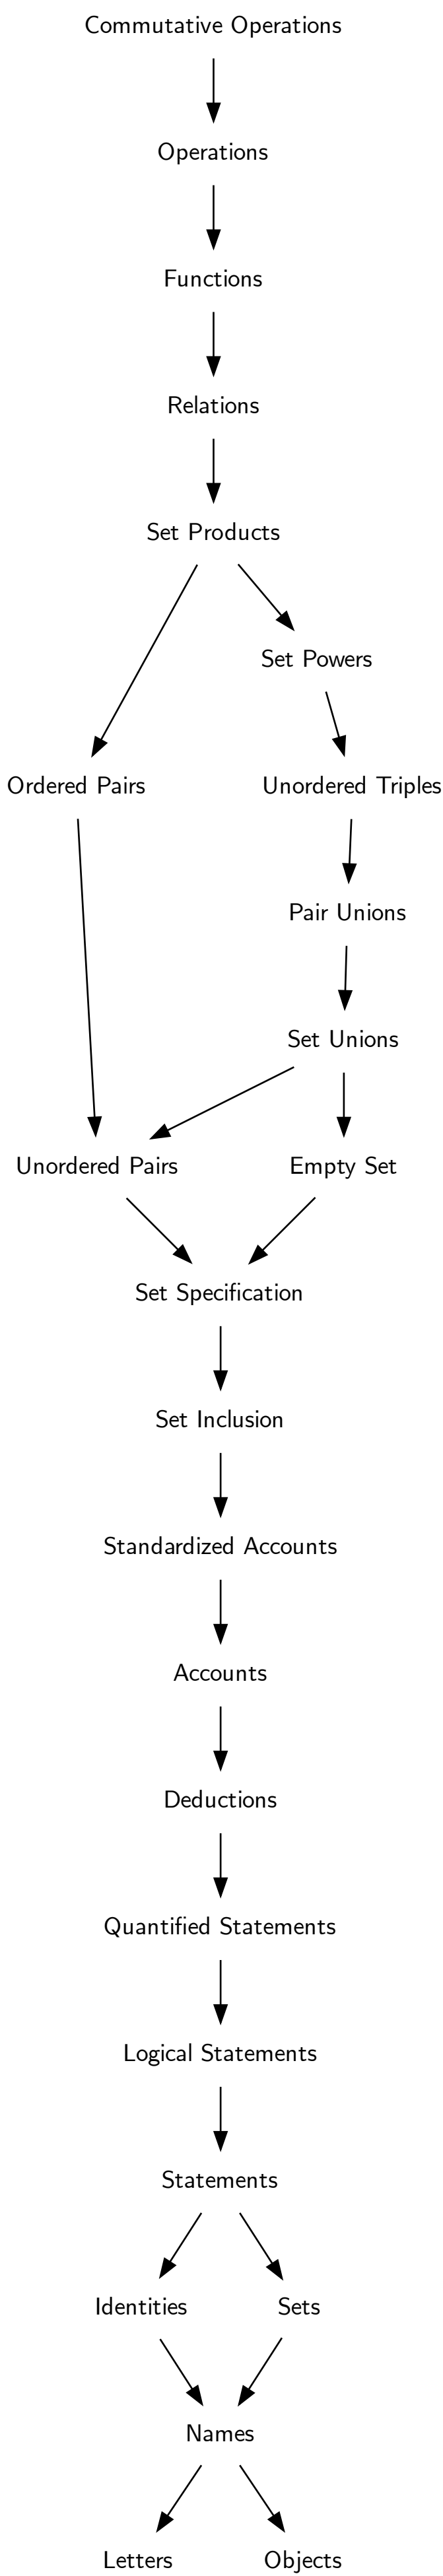 Commutative Operations
Operations
Functions
Relations
Set Products
Set Powers
Ordered Pairs
Unordered Triples
Pair Unions
Set Unions
Unordered Pairs
Empty Set
Set Specification
Set Inclusion
Standardized Accounts
Accounts
Deductions
Quantified Statements
Logical Statements
Statements
Identities
Sets
Names
Letters
Objects